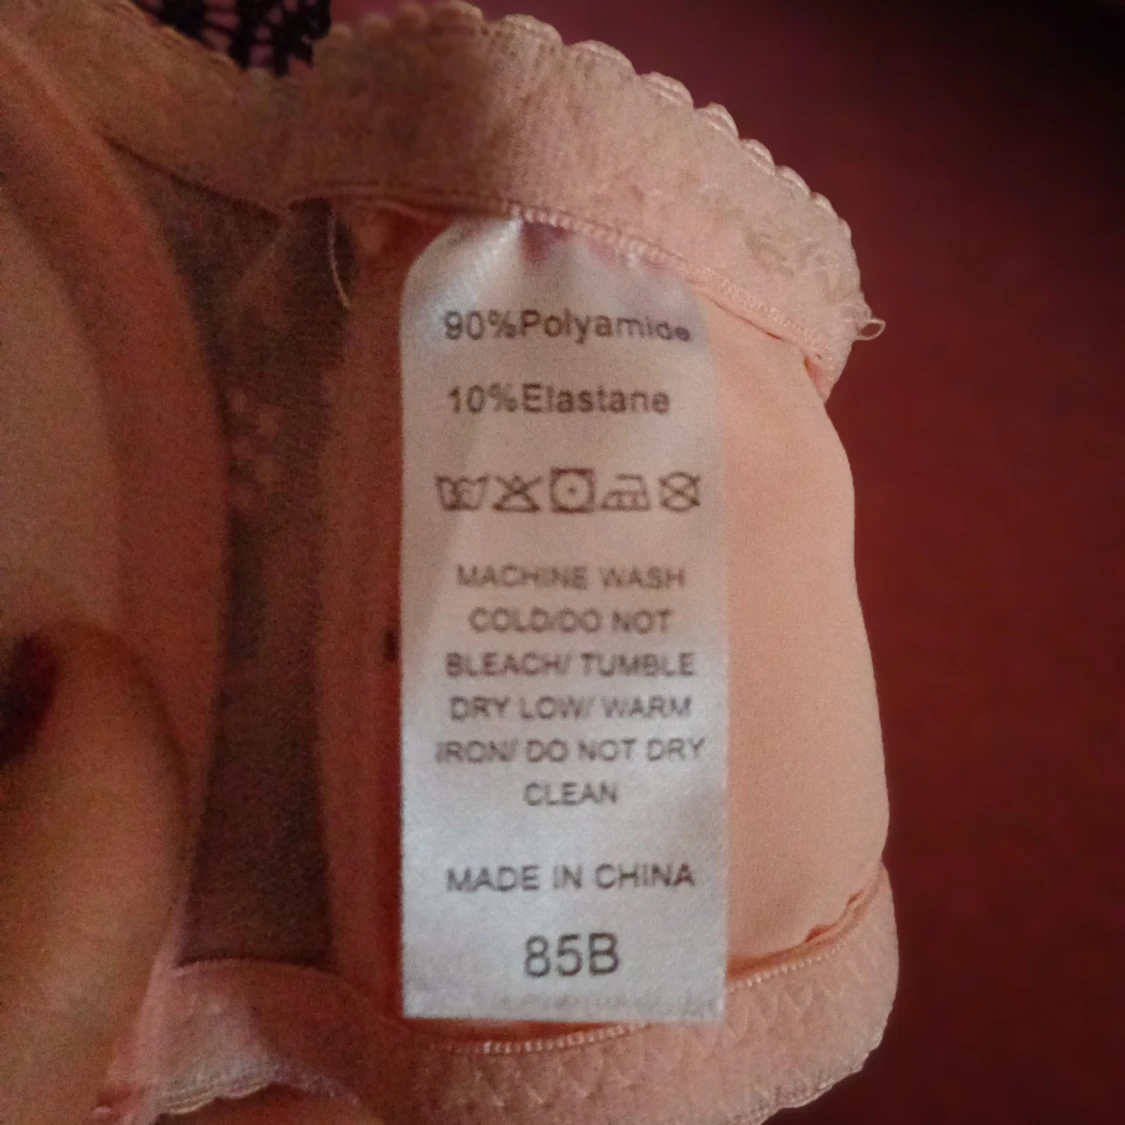 90%Polyamide
10%Elastane
MACHINE WASH
COLD/DO NOT
BLEACH/ TUMBLE
DRY LOW/ WARM
IRON/ DO NOT DRY
CLEAN
MADE IN CHINA
85B